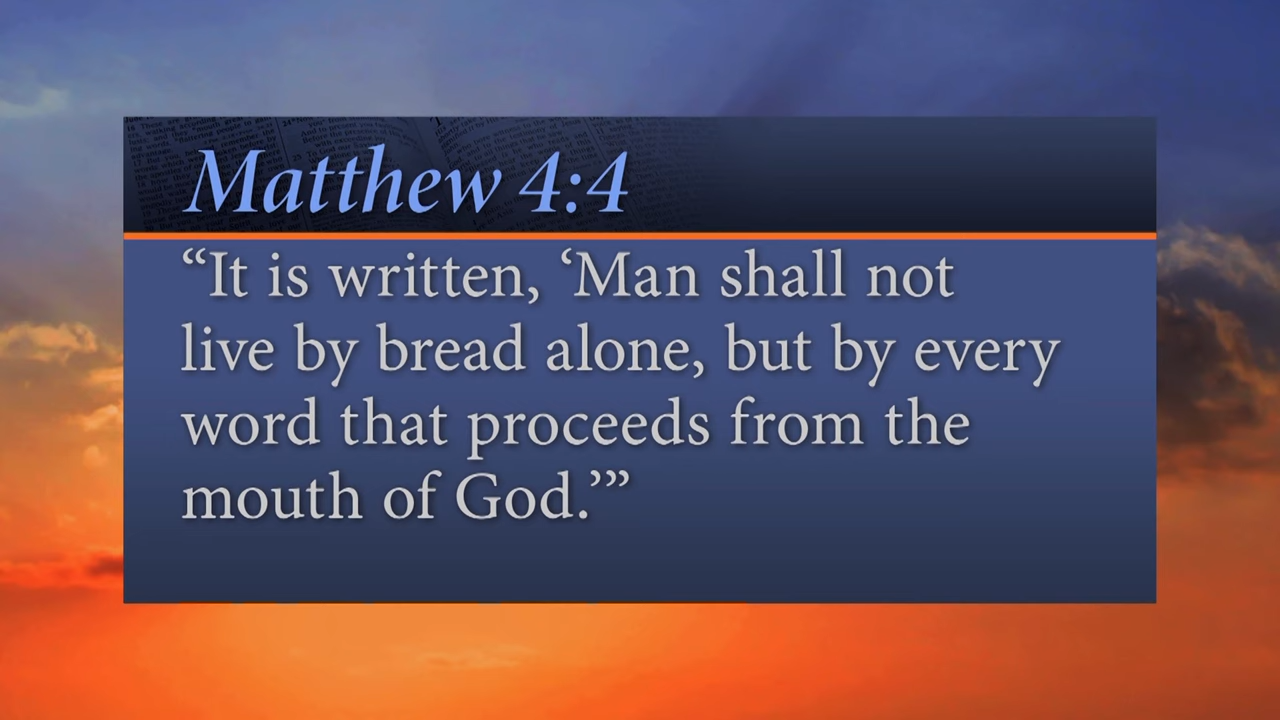 Matthew 4:4
“It is written, ‘Man shall not
live by bread alone, but by every
word that proceeds from the
mouth of God.’”